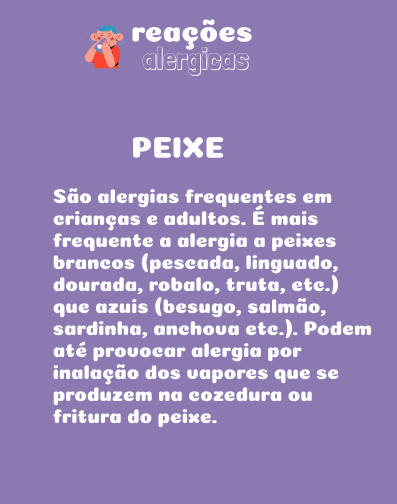 reações
alergicas
PEIXE
São alergias frequentes em
crianças e adultos. É mais
frequente a alergia a peixes
brancos (pescada, linguado,
dourada, robalo, truta, etc.)
que azuis (besugo, salmão,
sardinha, anchova etc.). Podem
até provocar alergia por
inalação dos vapores que se
produzem na cozedura ou
fritura do peixe.